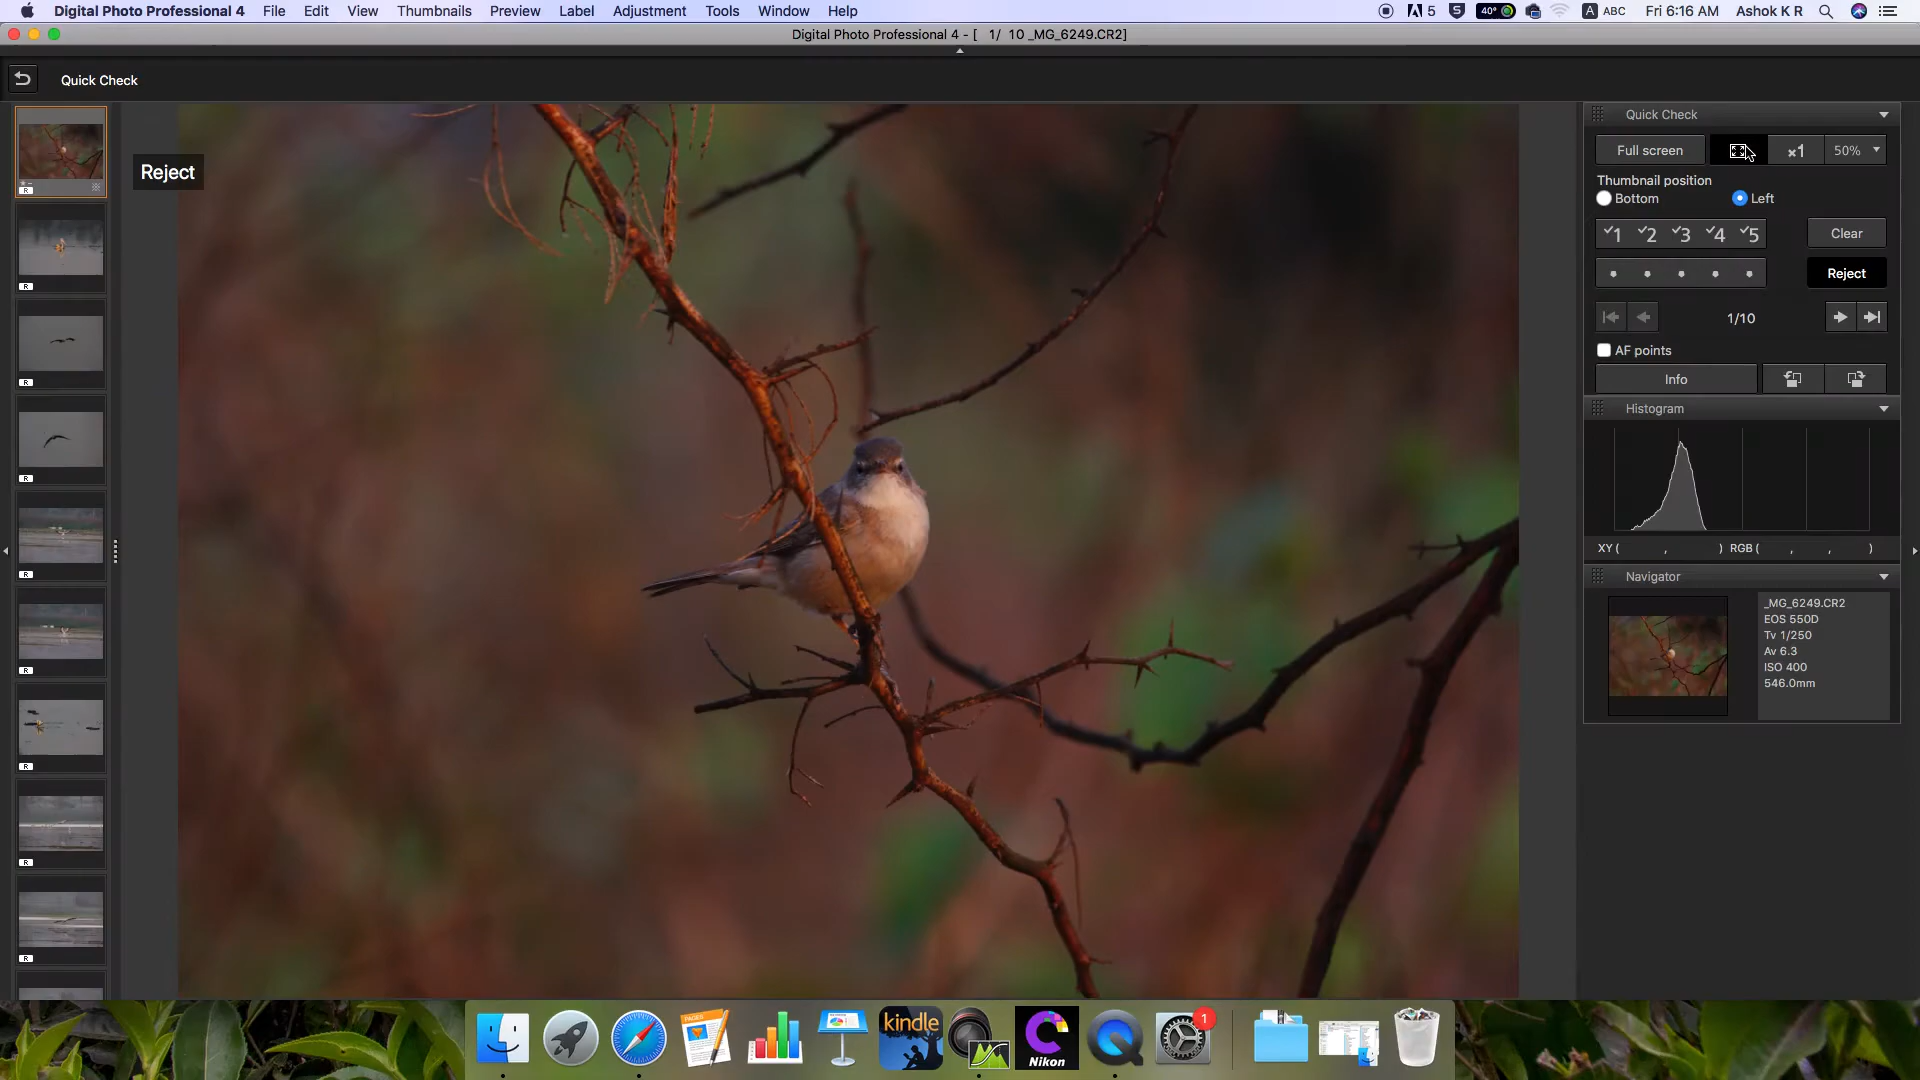 Digital Photo Professional 4 File Edit View Thumbnails Preview Label Adjustment Tools Window Help 5 40° A ABC Fri 6:16 AM Ashok K R
Digital Photo Professional 4 - [ 1/ 10 _MG_6249.CR2]
Quick Check
Reject
R
R
R
R
R
R
R
R
R
Quick Check
Full screen ×1 50%
Thumbnail position
Bottom Left
1 2 3 4 5 Clear
Reject
1/10
AF points
Info
Histogram
XY ( , ) RGB ( , , )
Navigator
_MG_6249.CR2
EOS 550D
Tv 1/250
Av 6.3
ISO 400
546.0mm
PAGES
kindle
Nikon
1